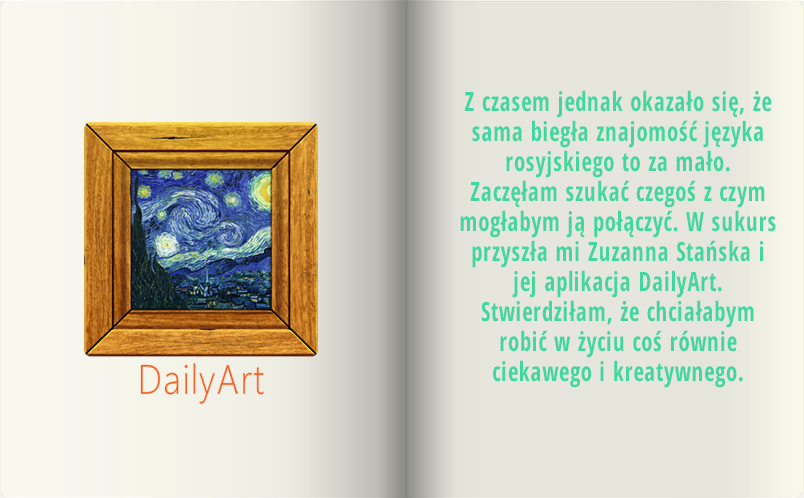 DailyArt
Z czasem jednak okazało się, że
sama biegła znajomość języka
rosyjskiego to za mało.
Zaczęłam szukać czegoś z czym
mogłabym ją połączyć. W sukurs
przyszła mi Zuzanna Stańska i
jej aplikacja DailyArt.
Stwierdziłam, że chciałabym
robić w życiu coś równie
ciekawego i kreatywnego.